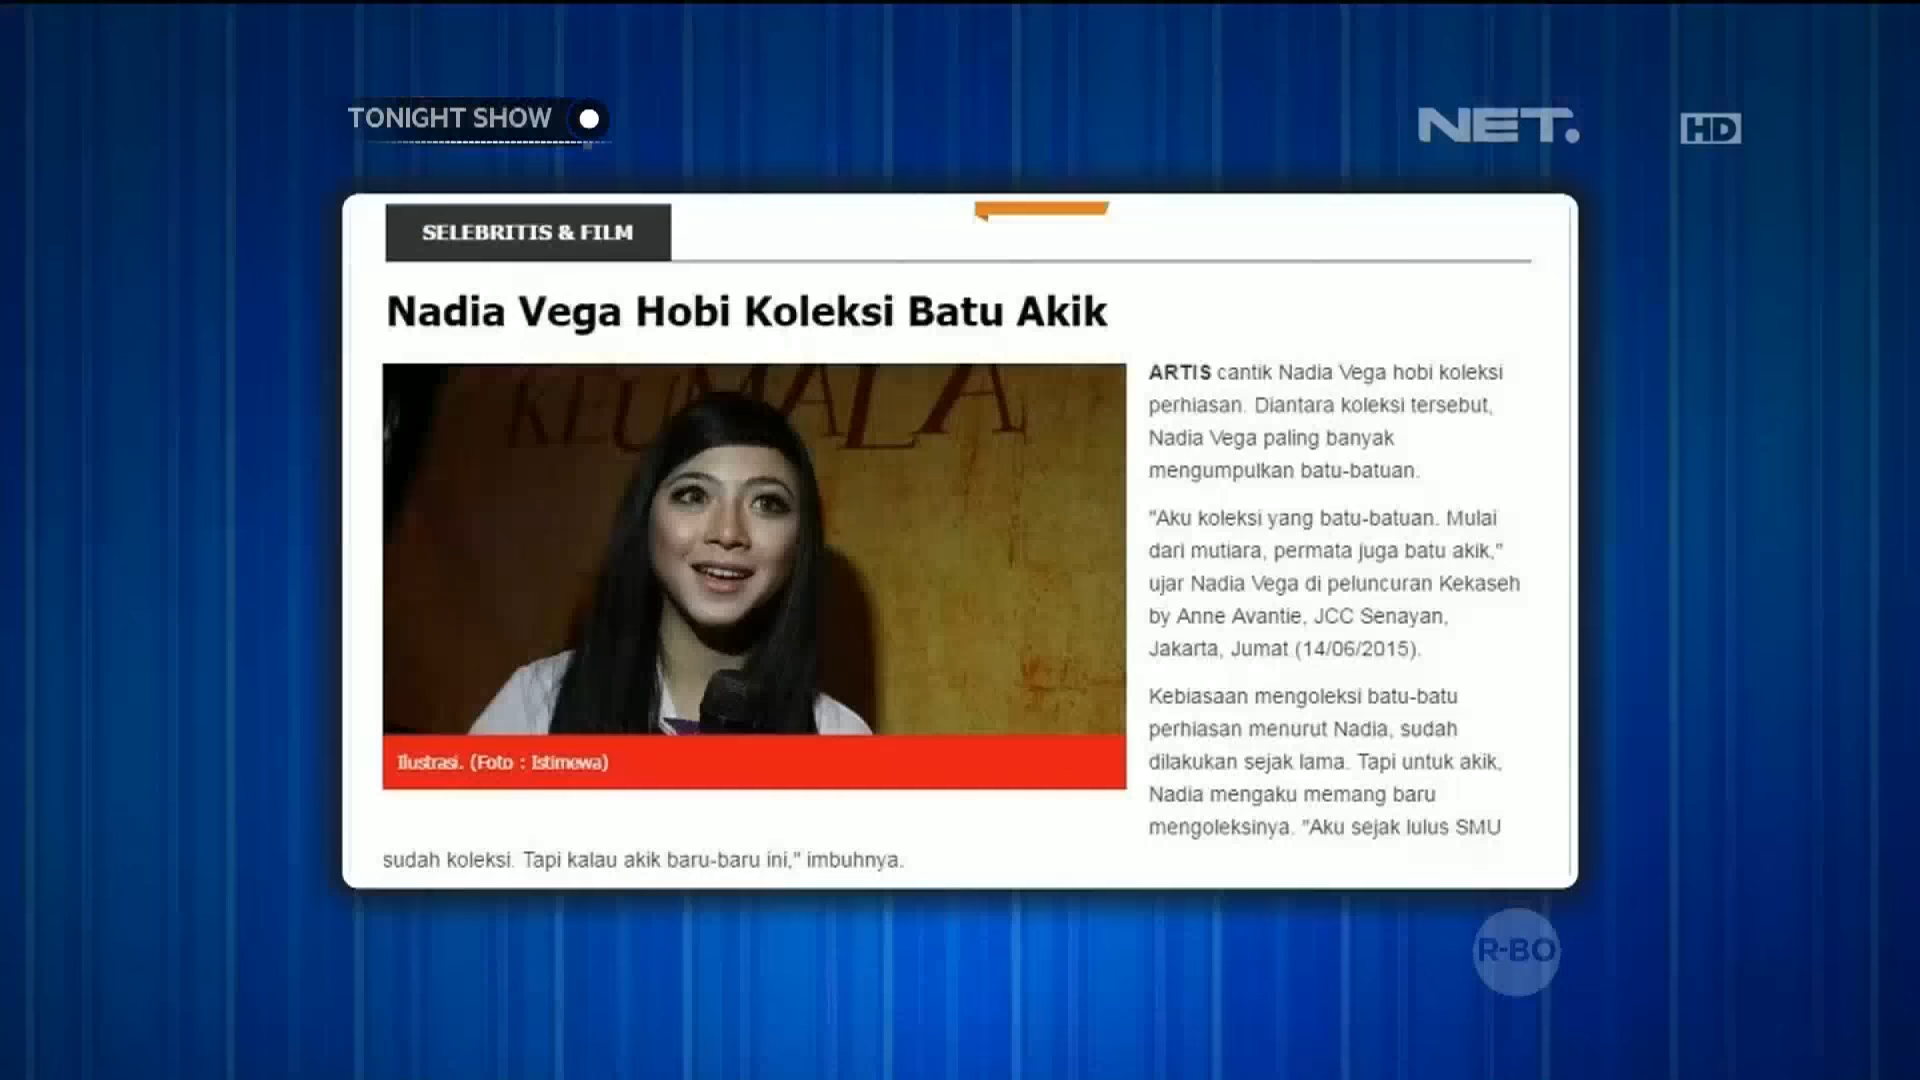 TONIGHT SHOW
NET.
HD
SELEBRITIS & FILM
Nadia Vega Hobi Koleksi Batu Akik
KEUMALA
Ilustrasi. (Foto : Istimewa)
ARTIS cantik Nadia Vega hobi koleksi
perhiasan. Diantara koleksi tersebut,
Nadia Vega paling banyak
mengumpulkan batu-batuan.
"Aku koleksi yang batu-batuan. Mulai
dari mutiara, permata juga batu akik,"
ujar Nadia Vega di peluncuran Kekaseh
by Anne Avantie, JCC Senayan,
Jakarta, Jumat (14/06/2015).
Kebiasaan mengoleksi batu-batu
perhiasan menurut Nadia, sudah
dilakukan sejak lama. Tapi untuk akik,
Nadia mengaku memang baru
mengoleksinya. "Aku sejak lulus SMU
sudah koleksi. Tapi kalau akik baru-baru ini," imbuhnya.
R-BO